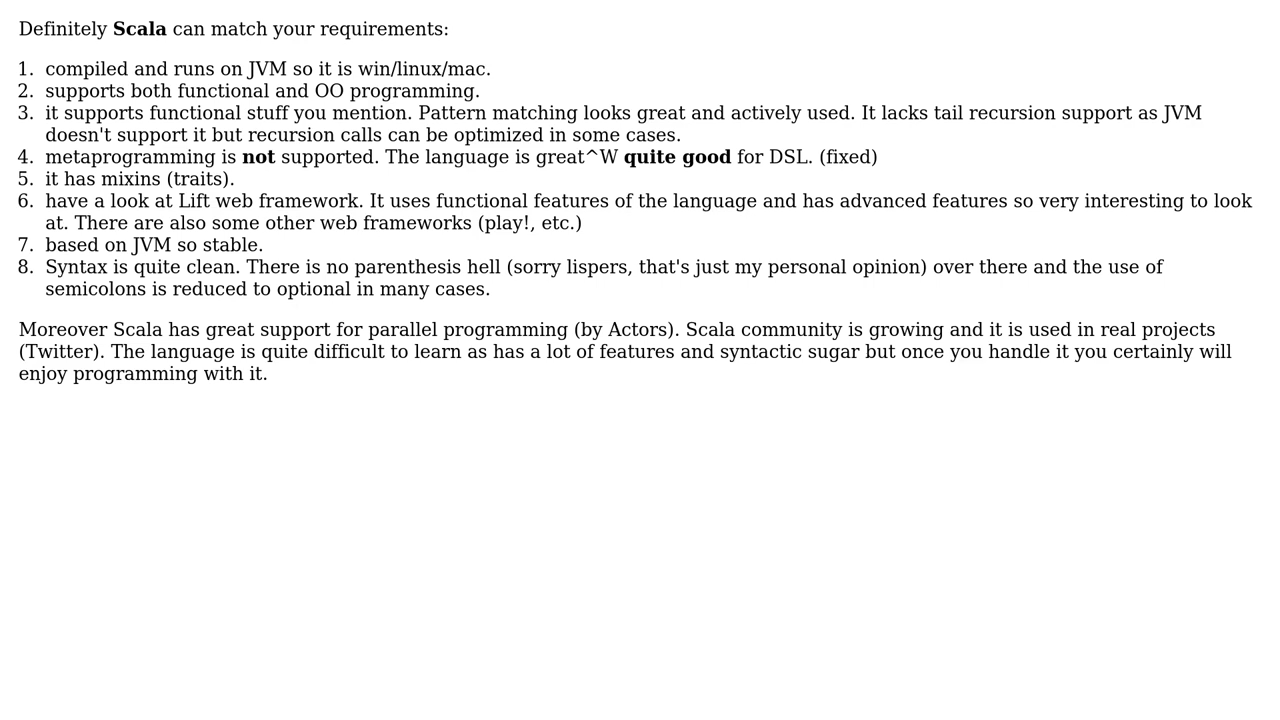 Definitely Scala can match your requirements:
1. compiled and runs on JVM so it is win/linux/mac.
2. supports both functional and OO programming.
3. it supports functional stuff you mention. Pattern matching looks great and actively used. It lacks tail recursion support as JVM
doesn't support it but recursion calls can be optimized in some cases.
4. metaprogramming is not supported. The language is great^W quite good for DSL. (fixed)
5. it has mixins (traits).
6. have a look at Lift web framework. It uses functional features of the language and has advanced features so very interesting to look
at. There are also some other web frameworks (play!, etc.)
7. based on JVM so stable.
8. Syntax is quite clean. There is no parenthesis hell (sorry lispers, that's just my personal opinion) over there and the use of
semicolons is reduced to optional in many cases.
Moreover Scala has great support for parallel programming (by Actors). Scala community is growing and it is used in real projects
(Twitter). The language is quite difficult to learn as has a lot of features and syntactic sugar but once you handle it you certainly will
enjoy programming with it.